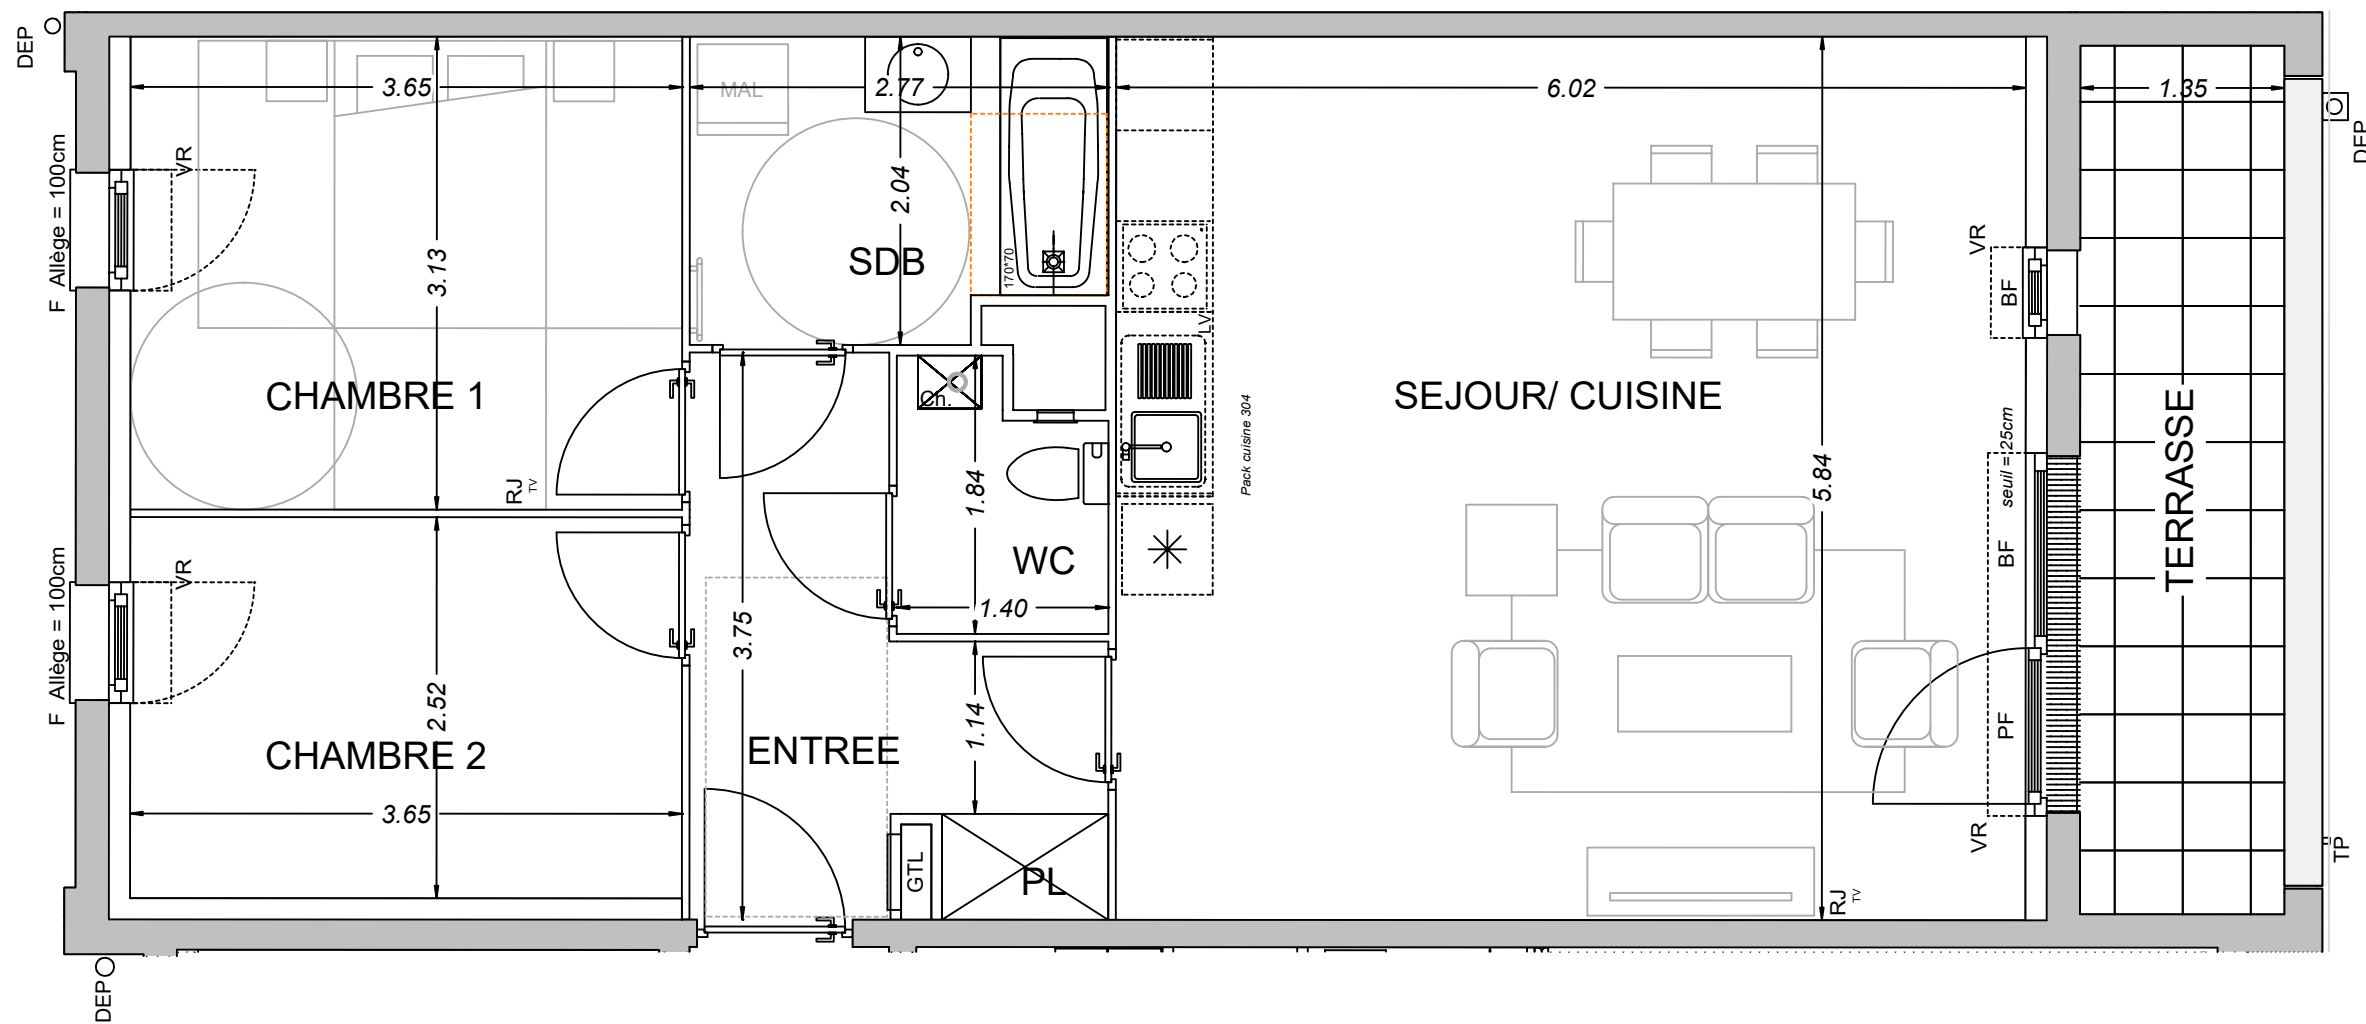 DEP
3.65
MAL
2.77
6.02
1.35
DEP
F Allège = 100cm
VR
3.13
2.04
SDB
170*70
LV
VR
BF
CHAMBRE 1
Ch.
SEJOUR/ CUISINE
Pack cuisine 304
seuil = 25cm
TERRASSE
RJ
TV
1.84
5.84
F Allège = 100cm
VR
WC
BF
1.40
3.75
2.52
1.14
CHAMBRE 2
ENTREE
PF
3.65
VR
TP
GTL
PL
RJ
TV
DEP